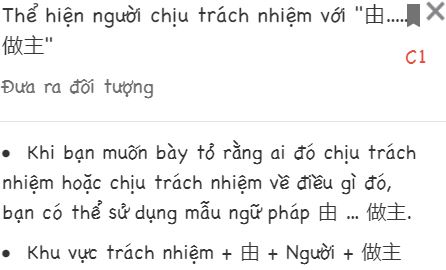 Thể hiện người chịu trách nhiệm với "由.....
做主"
C1
Đưa ra đối tượng
• Khi bạn muốn bày tỏ rằng ai đó chịu trách
nhiệm hoặc chịu trách nhiệm về điều gì đó,
bạn có thể sử dụng mẫu ngữ pháp 由 ... 做主.
• Khu vực trách nhiệm + 由 + Người + 做主